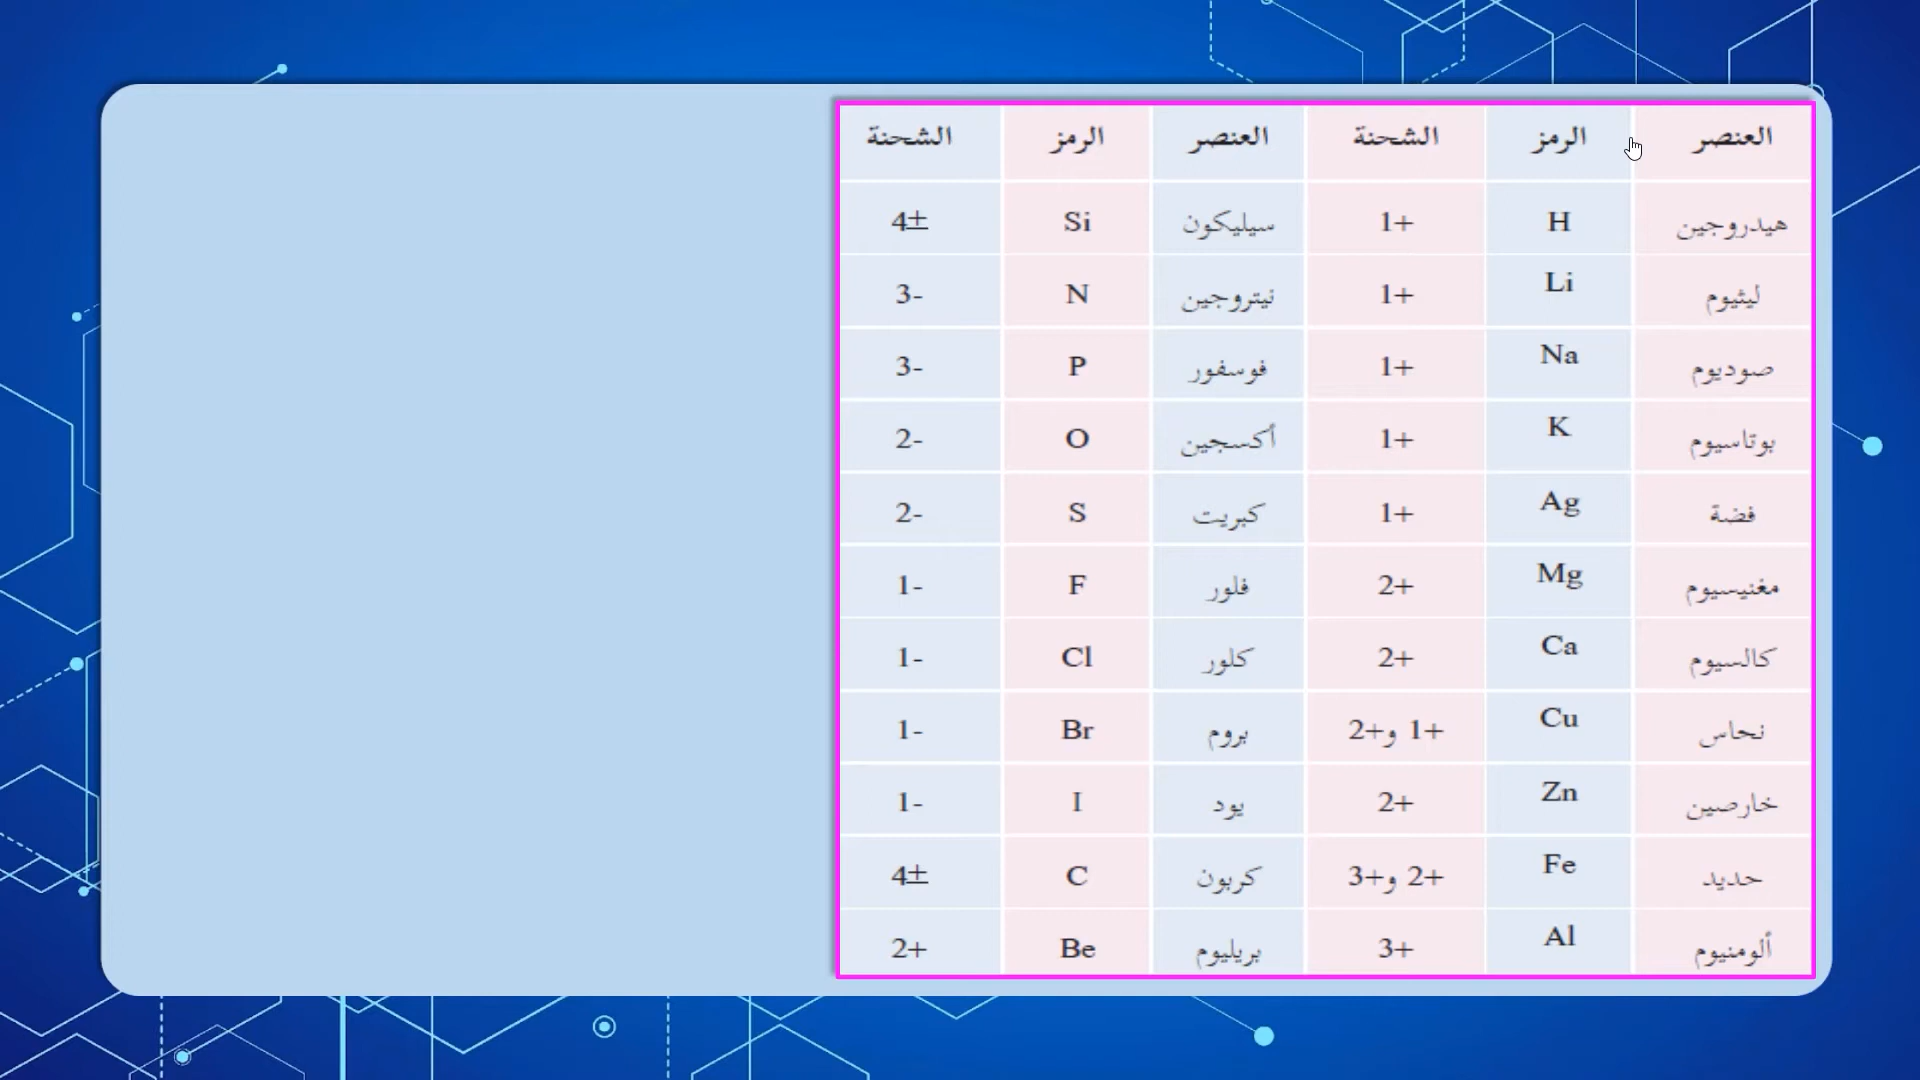 العنصر الرمز الشحنة العنصر الرمز الشحنة
هيدروجين H +1 سيليكون Si ±4
ليثيوم Li +1 نيتروجين N -3
صوديوم Na +1 فوسفور P -3
بوتاسيوم K +1 أكسجين O -2
فضة Ag +1 كبريت S -2
مغنيسيوم Mg +2 فلور F -1
كالسيوم Ca +2 كلور Cl -1
نحاس Cu +1 و+2 بروم Br -1
خارصين Zn +2 يود I -1
حديد Fe +2 و+3 كربون C ±4
ألومنيوم Al +3 بريليوم Be +2